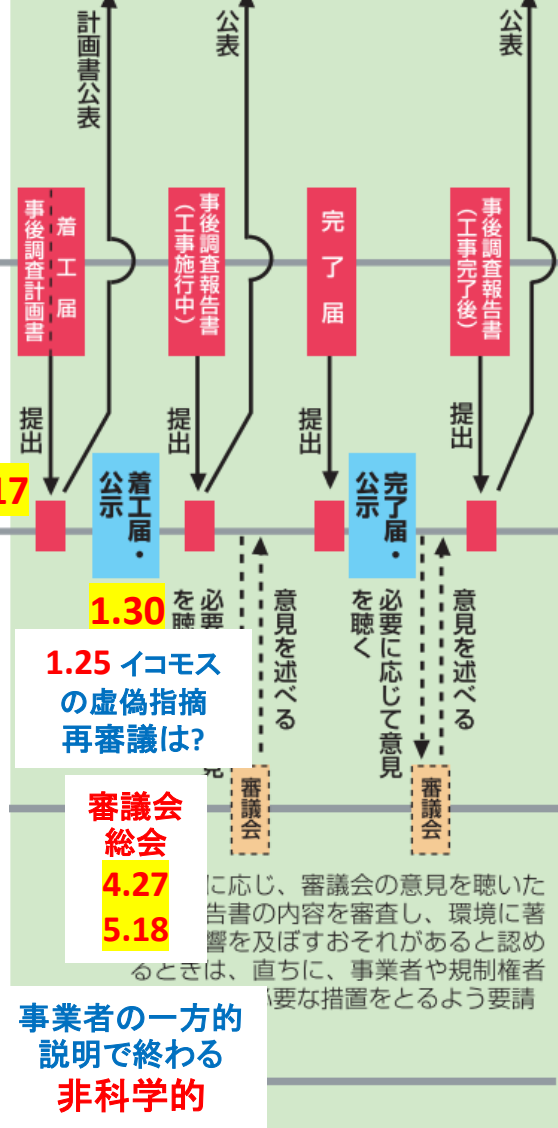 計画書公表
公表
公表
着工届
事後調査計画書
事後調査報告書
(工事施行中)
完了届
事後調査報告書
(工事完了後)
提出
提出
提出
提出
17
着工届・
公示
完了届・
公示
1.30
必要
を聴
見
意見を述べる
必要に応じて意見
を聴く
意見を述べる
1.25 イコモス
の虚偽指摘
再審議は?
審議会
審議会
審議会
総会
4.27
5.18
に応じ、審議会の意見を聴いた
告書の内容を審査し、環境に著
響を及ぼすおそれがあると認め
るときは、直ちに、事業者や規制権者
必要な措置をとるよう要請
事業者の一方的
説明で終わる
非科学的